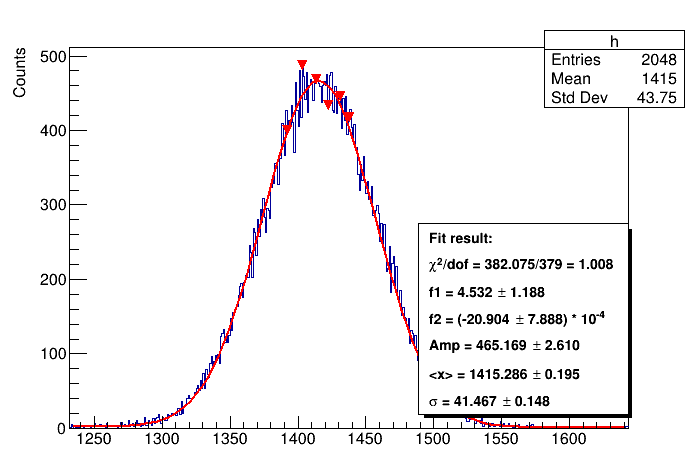 h
Entries 2048
Mean 1415
Std Dev 43.75
Counts
500
400
300
200
100
0
Fit result:
χ²/dof = 382.075/379 = 1.008
f1 = 4.532 ± 1.188
f2 = (-20.904 ± 7.888) * 10⁻⁴
Amp = 465.169 ± 2.610
<x> = 1415.286 ± 0.195
σ = 41.467 ± 0.148
1250 1300 1350 1400 1450 1500 1550 1600